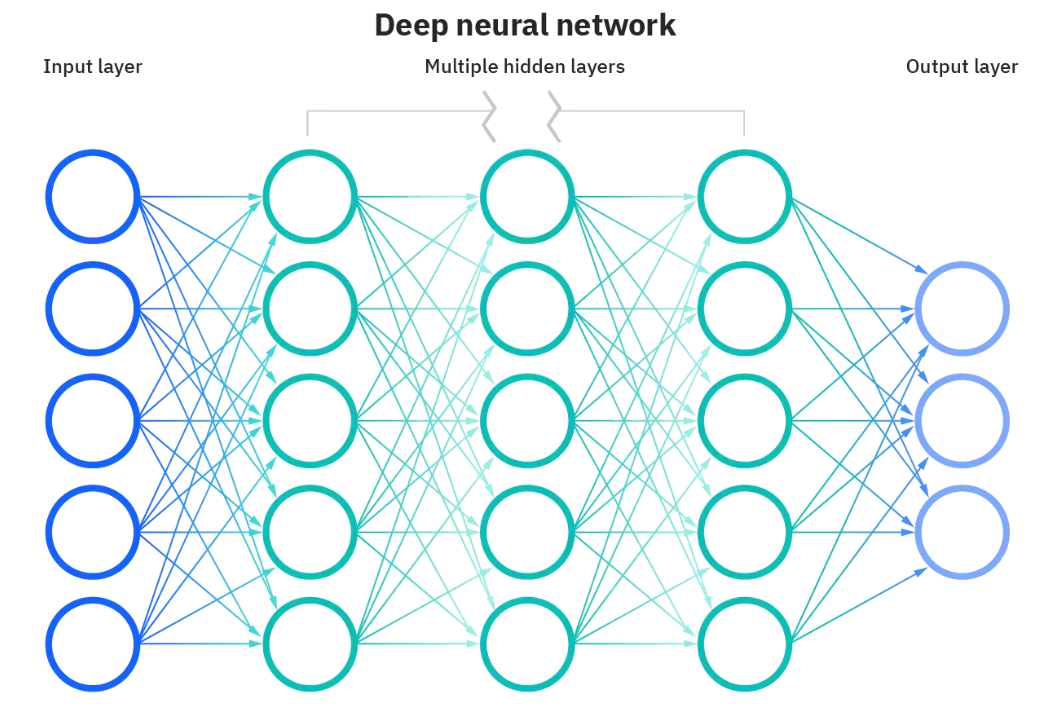 Deep neural network
Input layer
Multiple hidden layers
Output layer